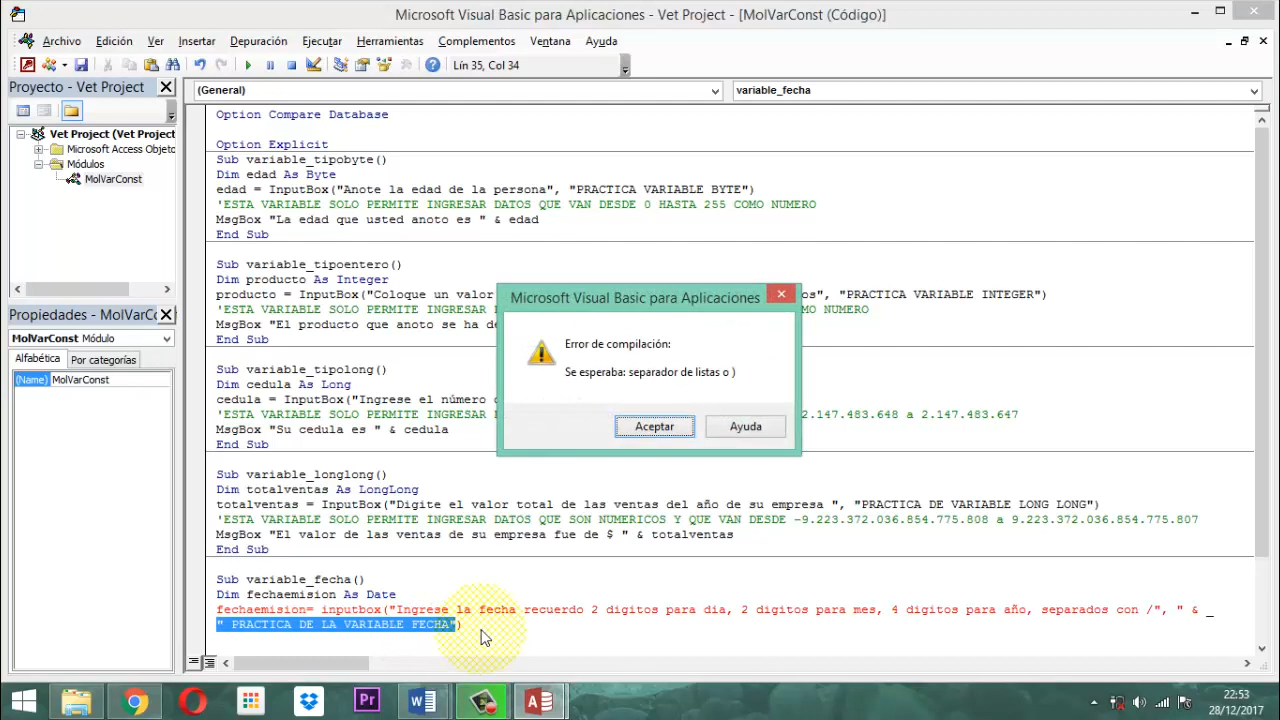 Microsoft Visual Basic para Aplicaciones - Vet Project - [MolVarConst (Código)]
Archivo Edición Ver Insertar Formato Depuración Ejecutar Herramientas Complementos Ventana Ayuda
Lín 35, Col 34
Proyecto - Vet Project
(General)
variable_fecha
Vet Project (Vet Project
Microsoft Access Objeto
Módulos
MolVarConst
Propiedades - MolVarCo
MolVarConst Módulo
Alfabética Por categorías
(Name) MolVarConst
Option Compare Database
Option Explicit
Sub variable_tipobyte()
Dim edad As Byte
edad = InputBox("Anote la edad de la persona", "PRACTICA VARIABLE BYTE")
'ESTA VARIABLE SOLO PERMITE INGRESAR DATOS QUE VAN DESDE 0 HASTA 255 COMO NUMERO
MsgBox "La edad que usted anoto es " & edad
End Sub
Sub variable_tipoentero()
Dim producto As Integer
producto = InputBox("Coloque un valor os", "PRACTICA VARIABLE INTEGER")
'ESTA VARIABLE SOLO PERMITE INGRESAR MO NUMERO
MsgBox "El producto que anoto se ha de
End Sub
Sub variable_tipolong()
Dim cedula As Long
cedula = InputBox("Ingrese el número
'ESTA VARIABLE SOLO PERMITE INGRESAR 2.147.483.648 a 2.147.483.647
MsgBox "Su cedula es " & cedula
End Sub
Sub variable_longlong()
Dim totalventas As LongLong
totalventas = InputBox("Digite el valor total de las ventas del año de su empresa ", "PRACTICA DE VARIABLE LONG LONG")
'ESTA VARIABLE SOLO PERMITE INGRESAR DATOS QUE SON NUMERICOS Y QUE VAN DESDE -9.223.372.036.854.775.808 a 9.223.372.036.854.775.807
MsgBox "El valor de las ventas de su empresa fue de $ " & totalventas
End Sub
Sub variable_fecha()
Dim fechaemision As Date
fechaemision= inputbox("Ingrese la fecha recuerdo 2 digitos para dia, 2 digitos para mes, 4 digitos para año, separados con /", " & _
" PRACTICA DE LA VARIABLE FECHA")
Microsoft Visual Basic para Aplicaciones
Error de compilación:
Se esperaba: separador de listas o )
Aceptar Ayuda
Pr
22:53
28/12/2017